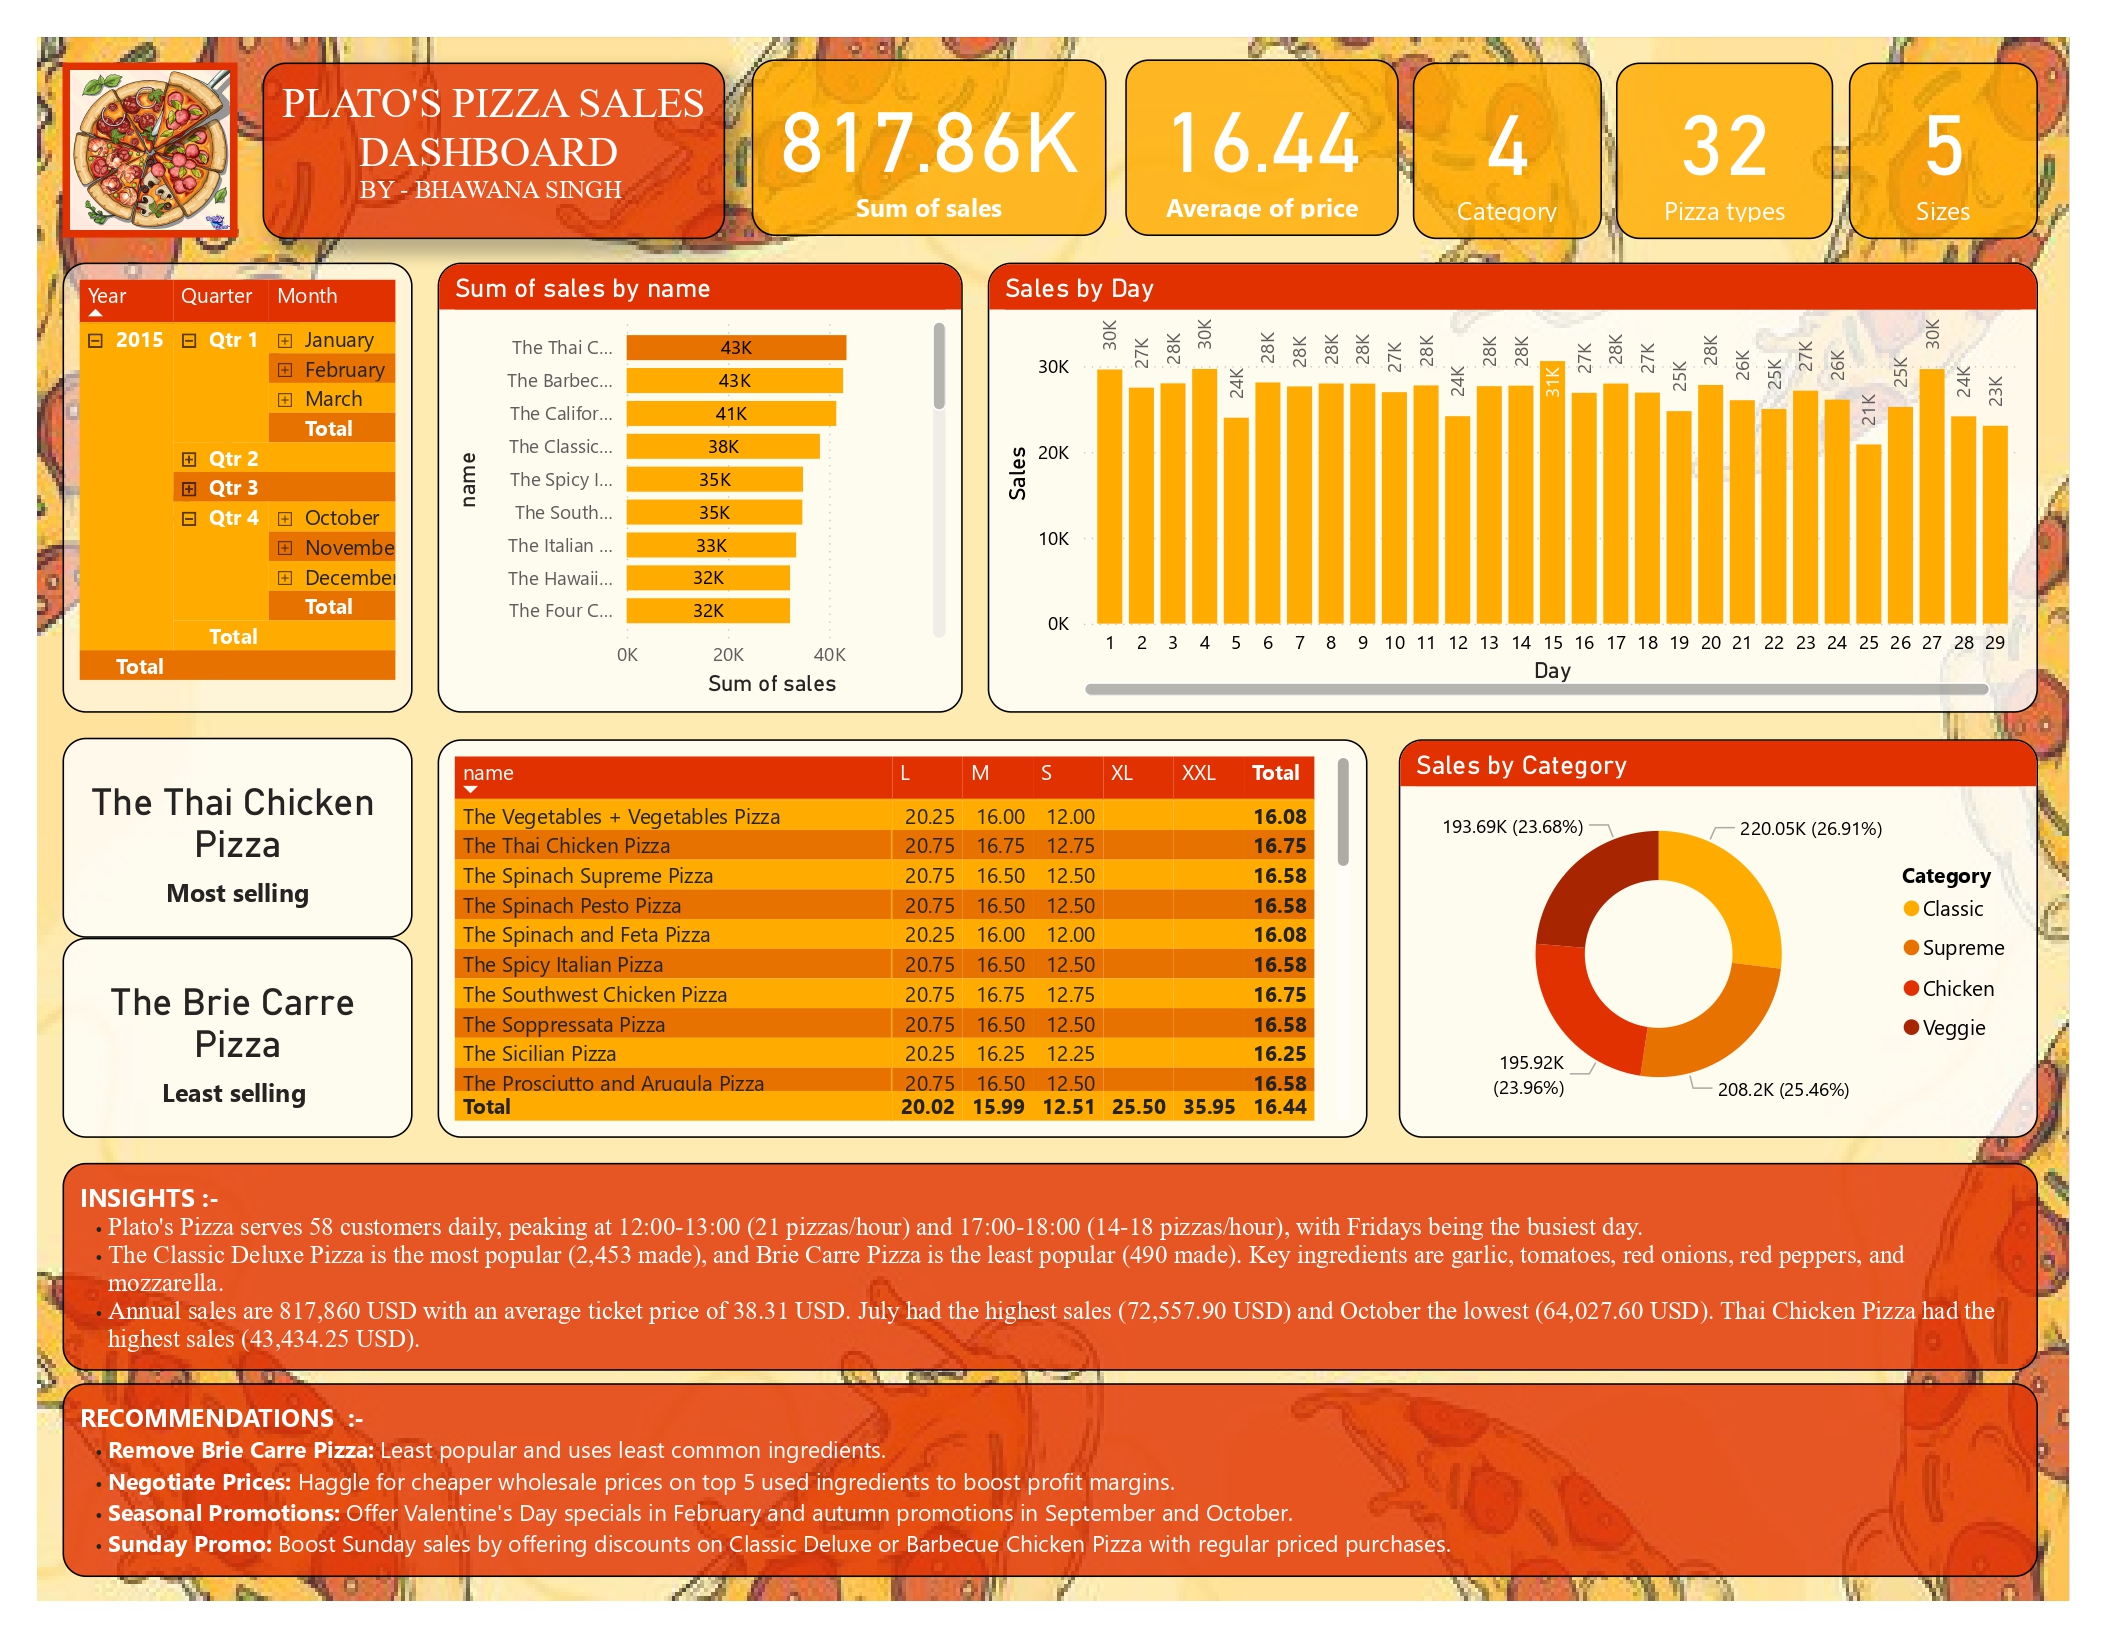 PLATO'S PIZZA SALES
DASHBOARD
BY - BHAWANA SINGH
817.86K
Sum of sales
16.44
Average of price
4
Category
32
Pizza types
5
Sizes
Year Quarter Month
2015 Qtr 1 January
February
March
Total
Qtr 2
Qtr 3
Qtr 4 October
Novembe
December
Total
Total
Total
Sum of sales by name
name
The Thai C... 43K
The Barbec... 43K
The Califor... 41K
The Classic... 38K
The Spicy I... 35K
The South... 35K
The Italian ... 33K
The Hawaii... 32K
The Four C... 32K
0K 20K 40K
Sum of sales
Sales by Day
Sales
30K
20K
10K
0K
30K 27K 28K 30K 24K 28K 28K 28K 28K 27K 28K 24K 28K 28K 31K 27K 28K 27K 25K 28K 26K 25K 27K 26K 21K 25K 30K 24K 23K
1 2 3 4 5 6 7 8 9 10 11 12 13 14 15 16 17 18 19 20 21 22 23 24 25 26 27 28 29
Day
The Thai Chicken
Pizza
Most selling
The Brie Carre
Pizza
Least selling
name L M S XL XXL Total
The Vegetables + Vegetables Pizza 20.25 16.00 12.00 16.08
The Thai Chicken Pizza 20.75 16.75 12.75 16.75
The Spinach Supreme Pizza 20.75 16.50 12.50 16.58
The Spinach Pesto Pizza 20.75 16.50 12.50 16.58
The Spinach and Feta Pizza 20.25 16.00 12.00 16.08
The Spicy Italian Pizza 20.75 16.50 12.50 16.58
The Southwest Chicken Pizza 20.75 16.75 12.75 16.75
The Soppressata Pizza 20.75 16.50 12.50 16.58
The Sicilian Pizza 20.25 16.25 12.25 16.25
The Prosciutto and Arugula Pizza 20.75 16.50 12.50 16.58
Total 20.02 15.99 12.51 25.50 35.95 16.44
Sales by Category
193.69K (23.68%)
220.05K (26.91%)
195.92K
(23.96%)
208.2K (25.46%)
Category
Classic
Supreme
Chicken
Veggie
INSIGHTS :-
• Plato's Pizza serves 58 customers daily, peaking at 12:00-13:00 (21 pizzas/hour) and 17:00-18:00 (14-18 pizzas/hour), with Fridays being the busiest day.
• The Classic Deluxe Pizza is the most popular (2,453 made), and Brie Carre Pizza is the least popular (490 made). Key ingredients are garlic, tomatoes, red onions, red peppers, and
mozzarella.
• Annual sales are 817,860 USD with an average ticket price of 38.31 USD. July had the highest sales (72,557.90 USD) and October the lowest (64,027.60 USD). Thai Chicken Pizza had the
highest sales (43,434.25 USD).
RECOMMENDATIONS :-
• Remove Brie Carre Pizza: Least popular and uses least common ingredients.
• Negotiate Prices: Haggle for cheaper wholesale prices on top 5 used ingredients to boost profit margins.
• Seasonal Promotions: Offer Valentine's Day specials in February and autumn promotions in September and October.
• Sunday Promo: Boost Sunday sales by offering discounts on Classic Deluxe or Barbecue Chicken Pizza with regular priced purchases.